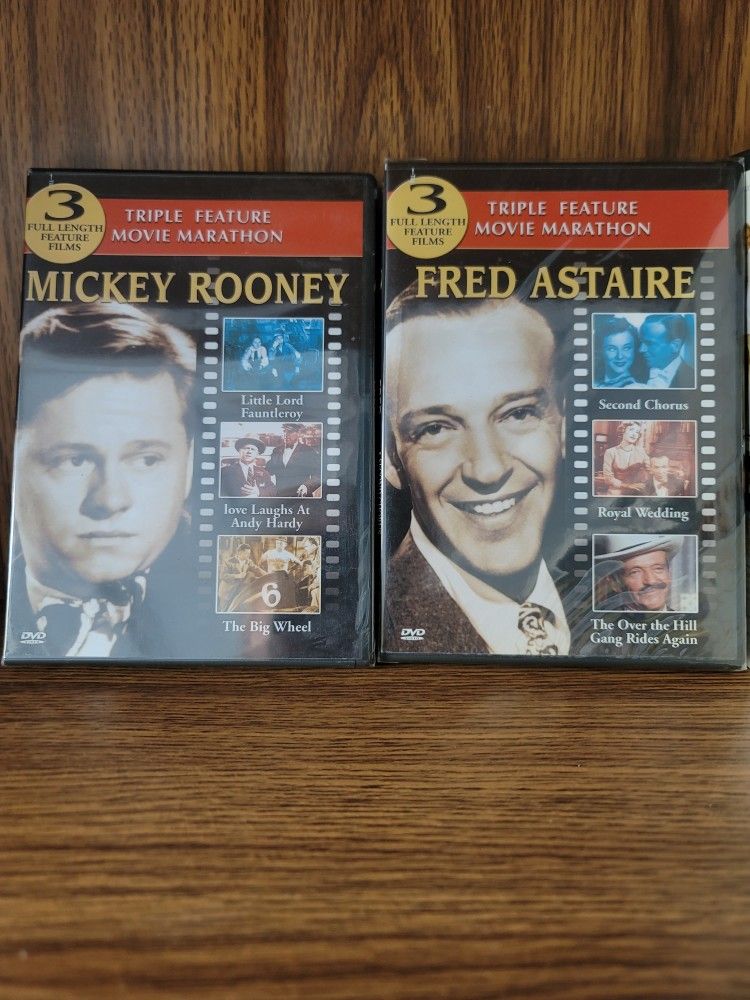 3
FULL LENGTH
FEATURE
FILMS
TRIPLE FEATURE
MOVIE MARATHON
MICKEY ROONEY
Little Lord
Fauntleroy
love Laughs At
Andy Hardy
6
The Big Wheel
DVD
VIDEO
3
FULL LENGTH
FEATURE
FILMS
TRIPLE FEATURE
MOVIE MARATHON
FRED ASTAIRE
Second Chorus
Royal Wedding
The Over the Hill
Gang Rides Again
DVD
VIDEO